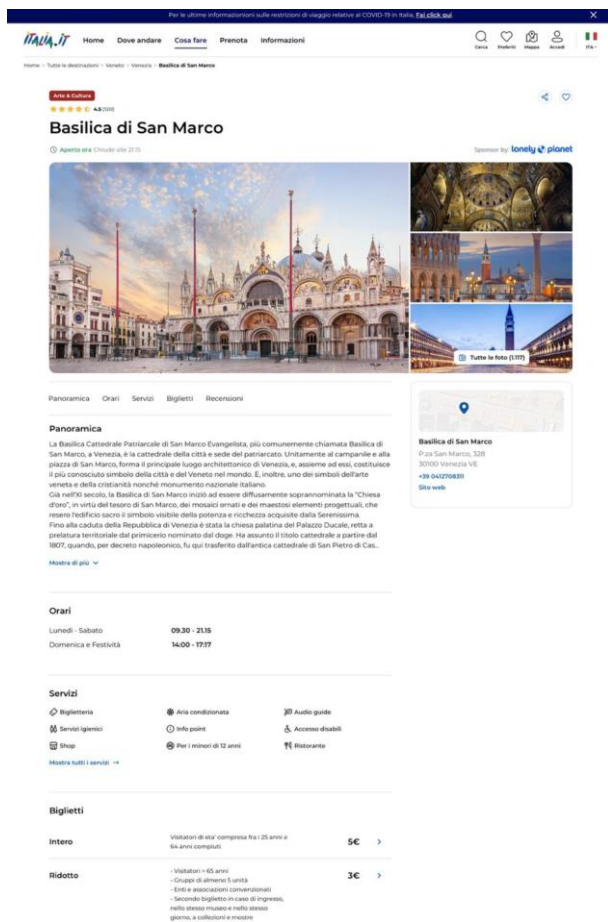 Per le ultime informazionioni sulle restrizioni di viaggio relative al COVID-19 in Italia, Fai click qui.
ITALIA.IT
Home Dove andare Cosa fare Prenota Informazioni
Cerca Preferiti Mappa Accedi ITA
Home > Tutte le destinazioni > Veneto > Venezia > Basilica di San Marco
Arte & Cultura
4.5
Basilica di San Marco
Aperto ora Chiude alle 21:15
Sponsor by: lonely planet
Tutte le foto (1.117)
Panoramica Orari Servizi Biglietti Recensioni
Panoramica
La Basilica Cattedrale Patriarcale di San Marco Evangelista, più comunemente chiamata Basilica di
San Marco, a Venezia, è la cattedrale della città e sede del patriarcato. Unitamente al campanile e alla
piazza di San Marco, forma il principale luogo architettonico di Venezia, e, assieme ad essi, costituisce
il più conosciuto simbolo della città e del Veneto nel mondo. E, inoltre, uno dei simboli dell'arte
veneta e della cristianità nonché monumento nazionale italiano.
Già nell'XI secolo, la Basilica di San Marco iniziò ad essere diffusamente soprannominata la "Chiesa
d'oro", in virtù del tesoro di San Marco, dei mosaici ornati e dei maestosi elementi progettuali, che
resero l'edificio sacro il simbolo visibile della potenza e ricchezza acquisite dalla Serenissima.
Fino alla caduta della Repubblica di Venezia è stata la chiesa palatina del Palazzo Ducale, retta a
prelatura territoriale dal primicerio nominato dal doge. Ha assunto il titolo cattedrale a partire dal
1807, quando, per decreto napoleonico, fu qui trasferito dall'antica cattedrale di San Pietro di Cas...
Mostra di più
Basilica di San Marco
P.za San Marco, 328
30100 Venezia VE
+39 0412708311
Sito web
Orari
Lunedì - Sabato 09.30 - 21.15
Domenica e Festività 14:00 - 17:17
Servizi
Biglietteria Aria condizionata Audio guide
Servizi igienici Info point Accesso disabili
Shop Per i minori di 12 anni Ristorante
Mostra tutti i servizi →
Biglietti
Intero
Visitatori di eta' compresa fra i 25 anni e
64 anni compiuti
5€
Ridotto
- Visitatori > 65 anni
- Gruppi di almeno 5 unità
- Enti e associazioni convenzionati
- Secondo biglietto in caso di ingresso,
nello stesso museo e nello stesso
giorno, a collezioni e mostre
3€